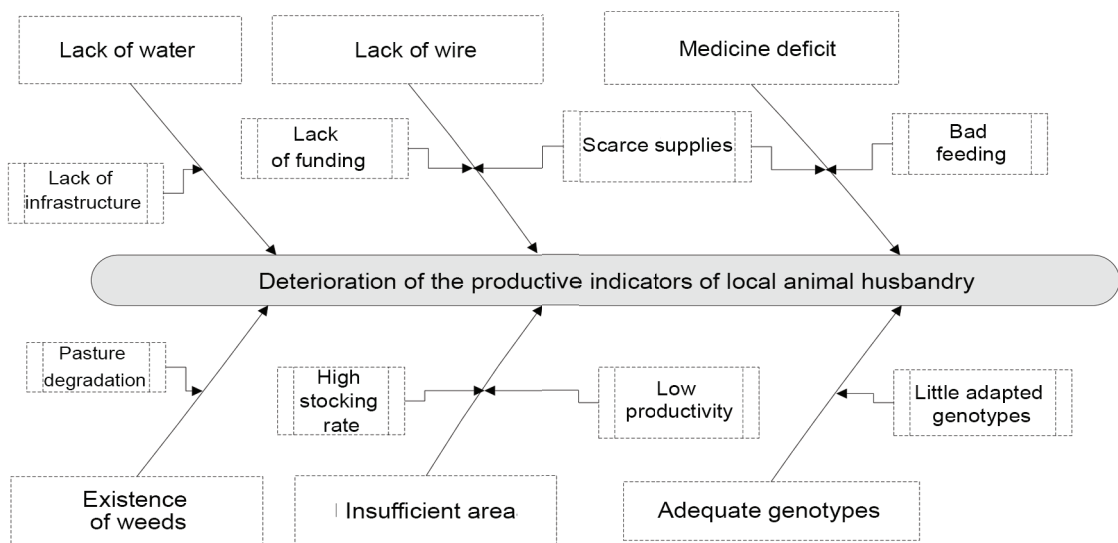 Lack of water
Lack of wire
Medicine deficit
Lack
of funding
Scarce supplies
Bad
feeding
Lack of
infrastructure
Deterioration of the productive indicators of local animal husbandry
Pasture
degradation
High
stocking
rate
Low
productivity
Little adapted
genotypes
Existence
of weeds
Insufficient area
Adequate genotypes